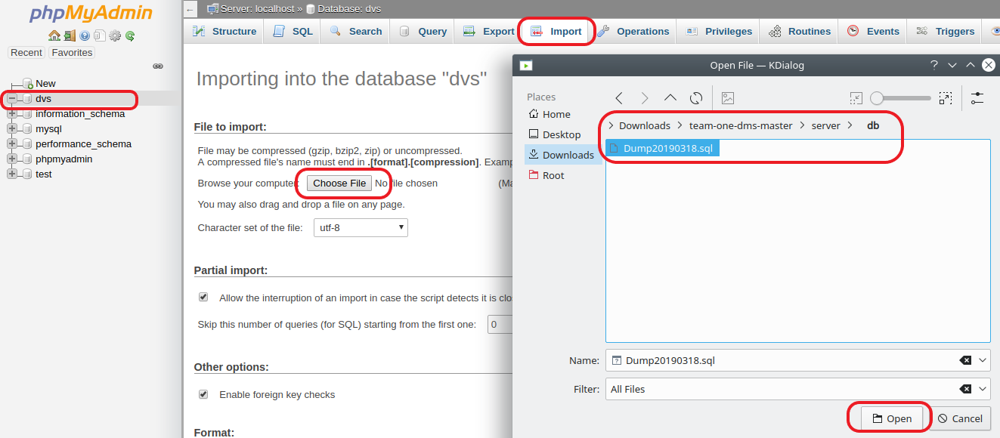 phpMyAdmin
Recent Favorites
New
dvs
information_schema
mysql
performance_schema
phpmyadmin
test
← Server: localhost » Database: dvs
Structure SQL Search Query Export Import Operations Privileges Routines Events Triggers
Importing into the database "dvs"
File to import:
File may be compressed (gzip, bzip2, zip) or uncompressed.
A compressed file's name must end in .[format].[compression]. Examp
Browse your computer: Choose File No file chosen (Ma
You may also drag and drop a file on any page.
Character set of the file: utf-8
Partial import:
Allow the interruption of an import in case the script detects it is clo
Skip this number of queries (for SQL) starting from the first one: 0
Other options:
Enable foreign key checks
Format:
Open File — KDialog
Places
Home
Desktop
Downloads
Root
> Downloads > team-one-dms-master > server > db
Dump20190318.sql
Name: Dump20190318.sql
Filter: All Files
Open Cancel